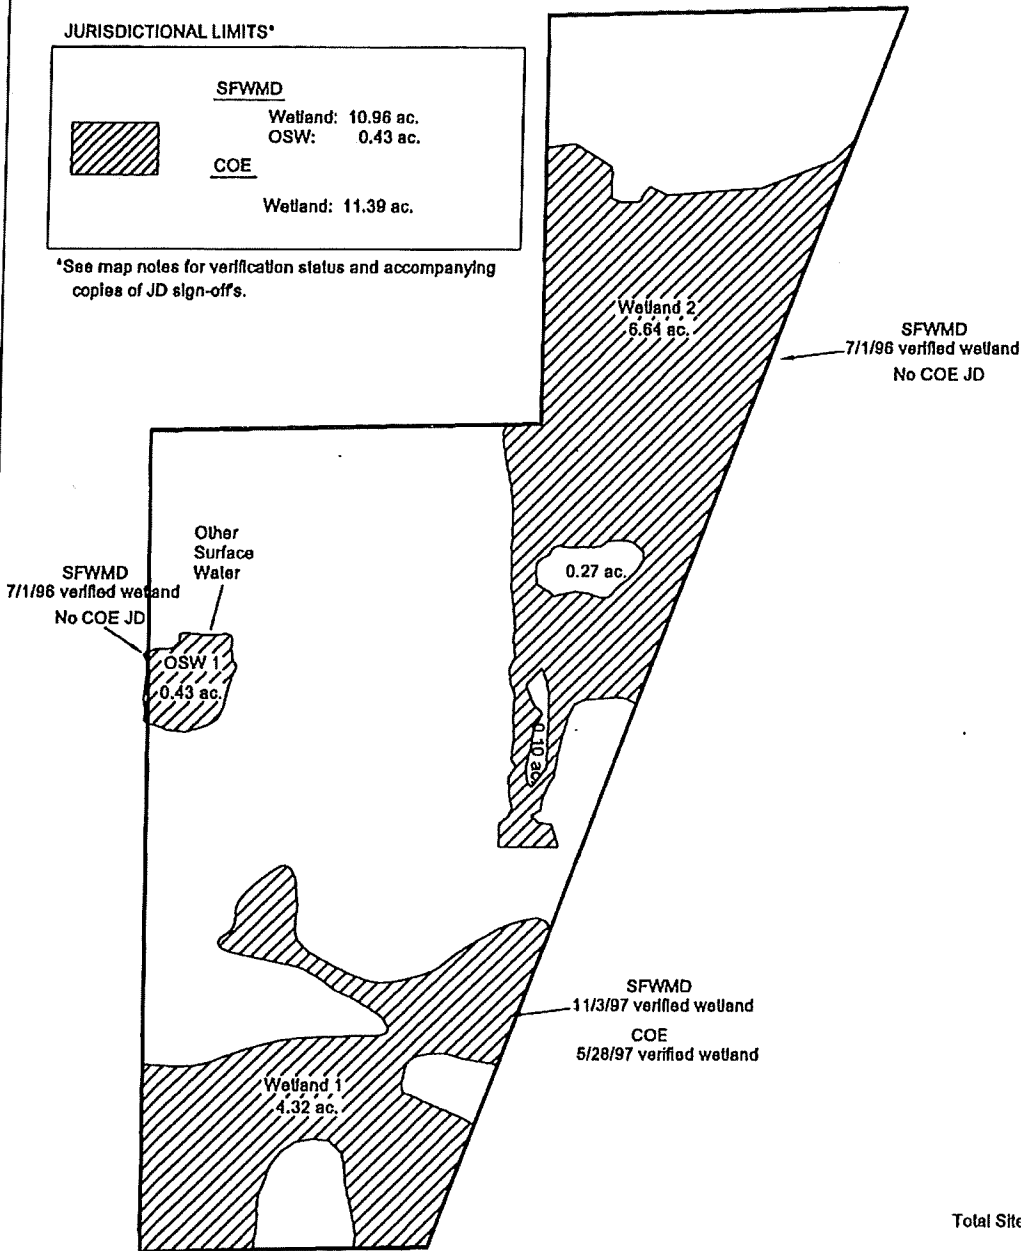 JURISDICTIONAL LIMITS*
SFWMD
Wetland: 10.96 ac.
OSW: 0.43 ac.
COE
Wetland: 11.39 ac.
*See map notes for verification status and accompanying
copies of JD sign-off's.
Wetland 2
6.64 ac.
SFWMD
7/1/96 verified wetland
No COE JD
0.27 ac.
Other
Surface
Water
SFWMD
7/1/96 verified wetland
No COE JD
OSW 1
0.43 ac.
0.10 ac.
SFWMD
11/3/97 verified wetland
COE
5/28/97 verified wetland
Wetland 1
4.32 ac.
Total Site